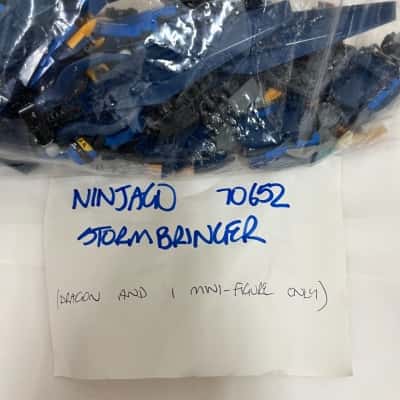 NINJAGO 70652
STORMBRINGER
(DRAGON AND 1 MINI-FIGURE ONLY)